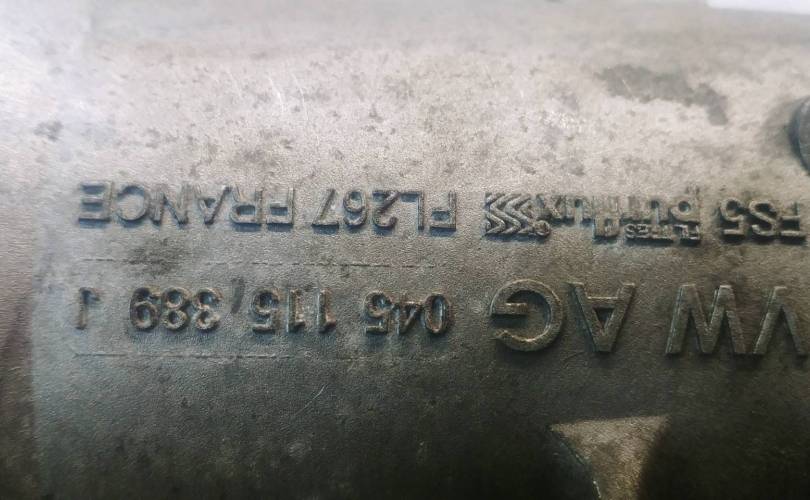 VW AG 045 115 389 J
FS5 purflux FILTRES FL267 FRANCE